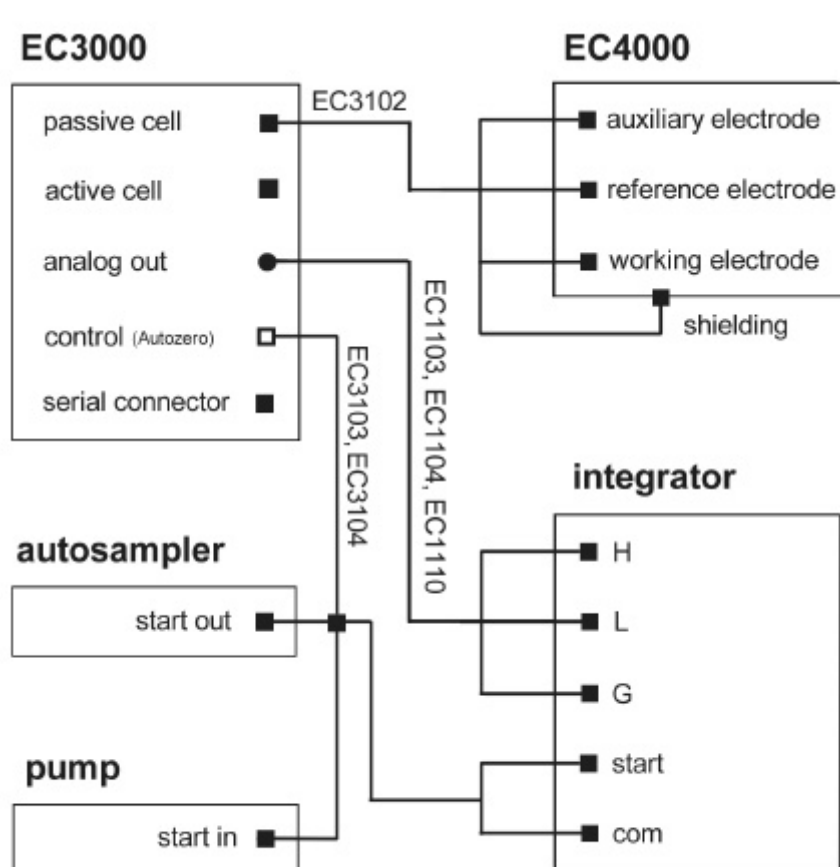 EC3000
passive cell
active cell
analog out
control (Autozero)
serial connector
EC3102
EC4000
auxiliary electrode
reference electrode
working electrode
shielding
EC3103, EC3104
EC1103, EC1104, EC1110
autosampler
start out
pump
start in
integrator
H
L
G
start
com